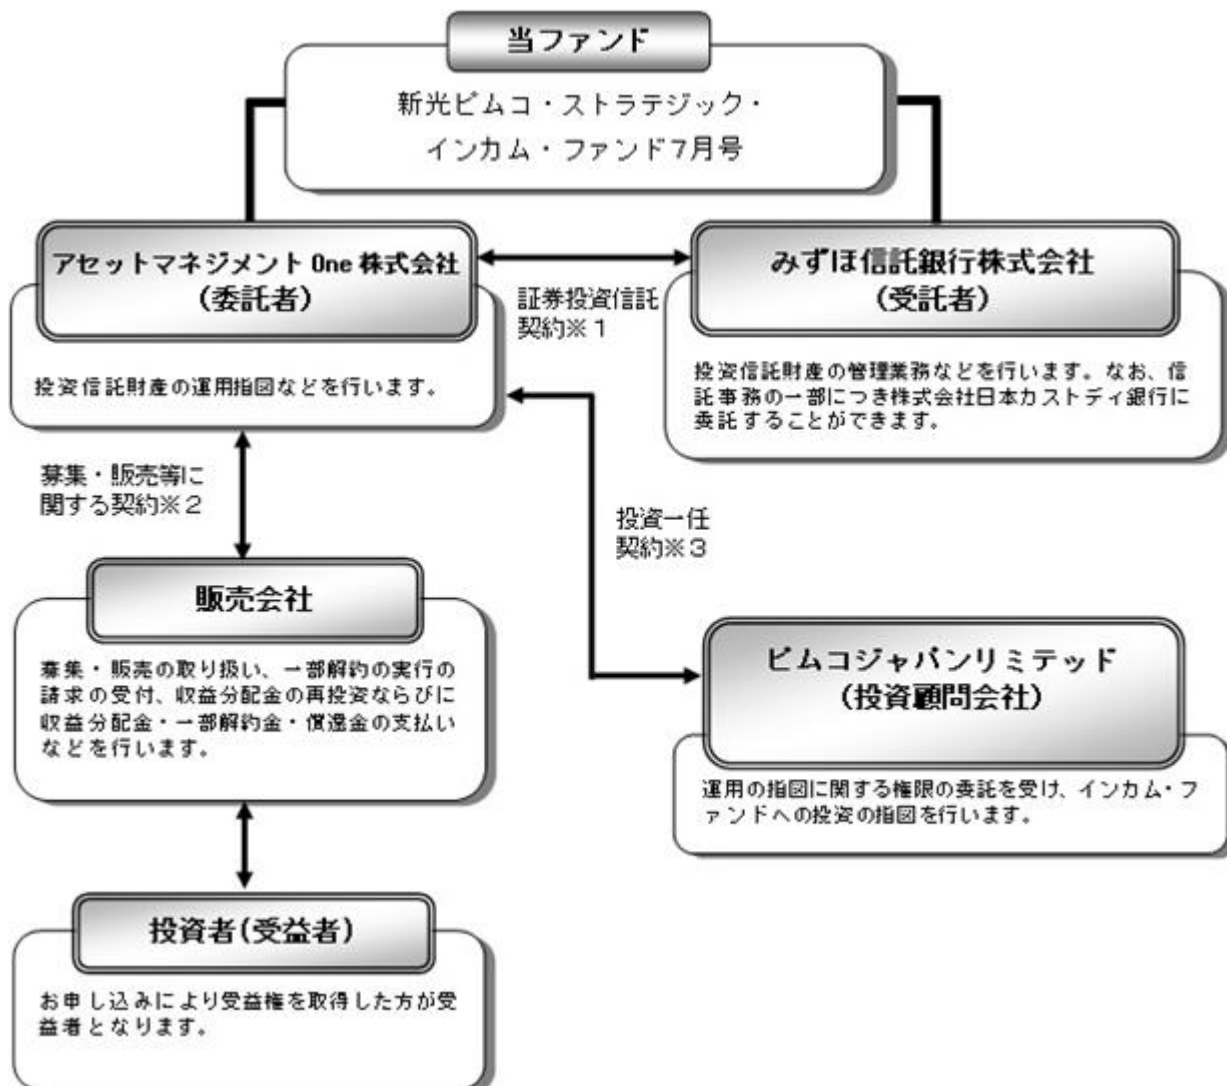 当ファンド
新光ピムコ・ストラテジック・
インカム・ファンド7月号
アセットマネジメント One 株式会社
(委託者)
投資信託財産の運用指図などを行います。
証券投資信託
契約※1
みずほ信託銀行株式会社
(受託者)
投資信託財産の管理業務などを行います。なお、信
託事務の一部につき株式会社日本カストディ銀行に
委託することができます。
募集・販売等に
関する契約※2
投資一任
契約※3
販売会社
募集・販売の取り扱い、一部解約の実行の
請求の受付、収益分配金の再投資ならびに
収益分配金・一部解約金・償還金の支払い
などを行います。
ピムコジャパンリミテッド
(投資顧問会社)
運用の指図に関する権限の委託を受け、インカム・フ
ァンドへの投資の指図を行います。
投資者(受益者)
お申し込みにより受益権を取得した方が受
益者となります。